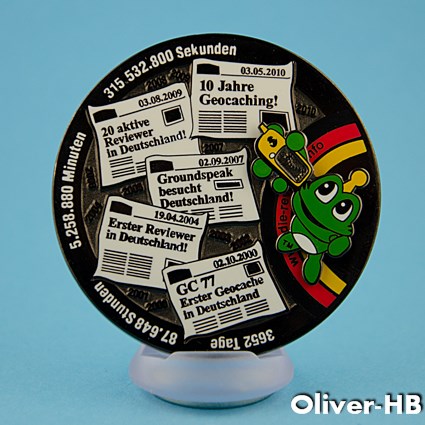 315 532.800 Sekunden
5.258.880 Minuten
87.648 Stunden
3652 Tage
03.05.2010
10 Jahre
Geocaching!
03.08.2009
20 aktive
Reviewer
in Deutschland!
02.09.2007
Groundspeak
besucht
Deutschland!
19.04.2004
Erster Reviewer
in Deutschland!
02.10.2000
GC 77
Erster Geocache
in Deutschland
Oliver-HB